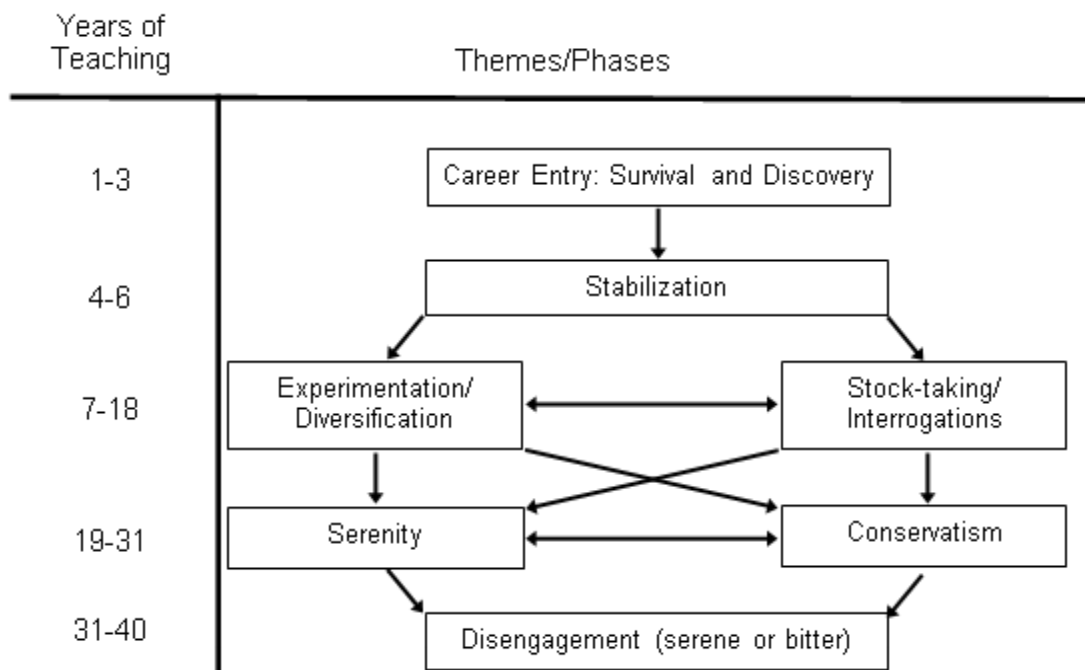 Years of
Teaching
Themes/Phases
1-3
Career Entry: Survival and Discovery
4-6
Stabilization
7-18
Experimentation/
Diversification
Stock-taking/
Interrogations
19-31
Serenity
Conservatism
31-40
Disengagement (serene or bitter)